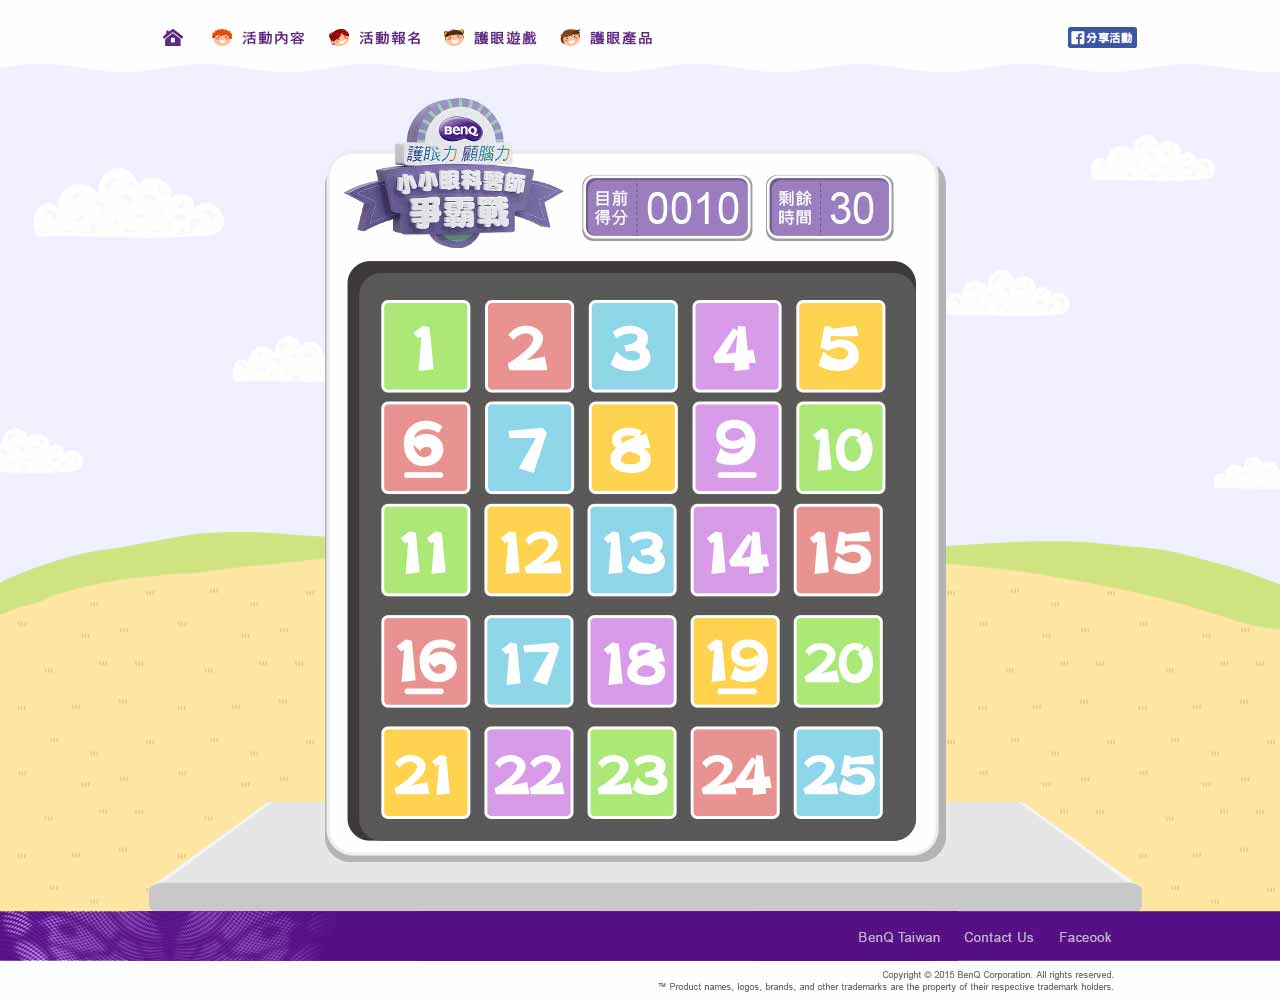 活動內容 活動報名 護眼遊戲 護眼產品 分享活動
BenQ
護眼力 顧腦力
小小眼科醫師
爭霸戰
目前
得分
0010
剩餘
時間
30
1 2 3 4 5
6 7 8 9 10
11 12 13 14 15
16 17 18 19 20
21 22 23 24 25
BenQ Taiwan Contact Us Faceook
Copyright © 2015 BenQ Corporation. All rights reserved.
™ Product names, logos, brands, and other trademarks are the property of their respective trademark holders.